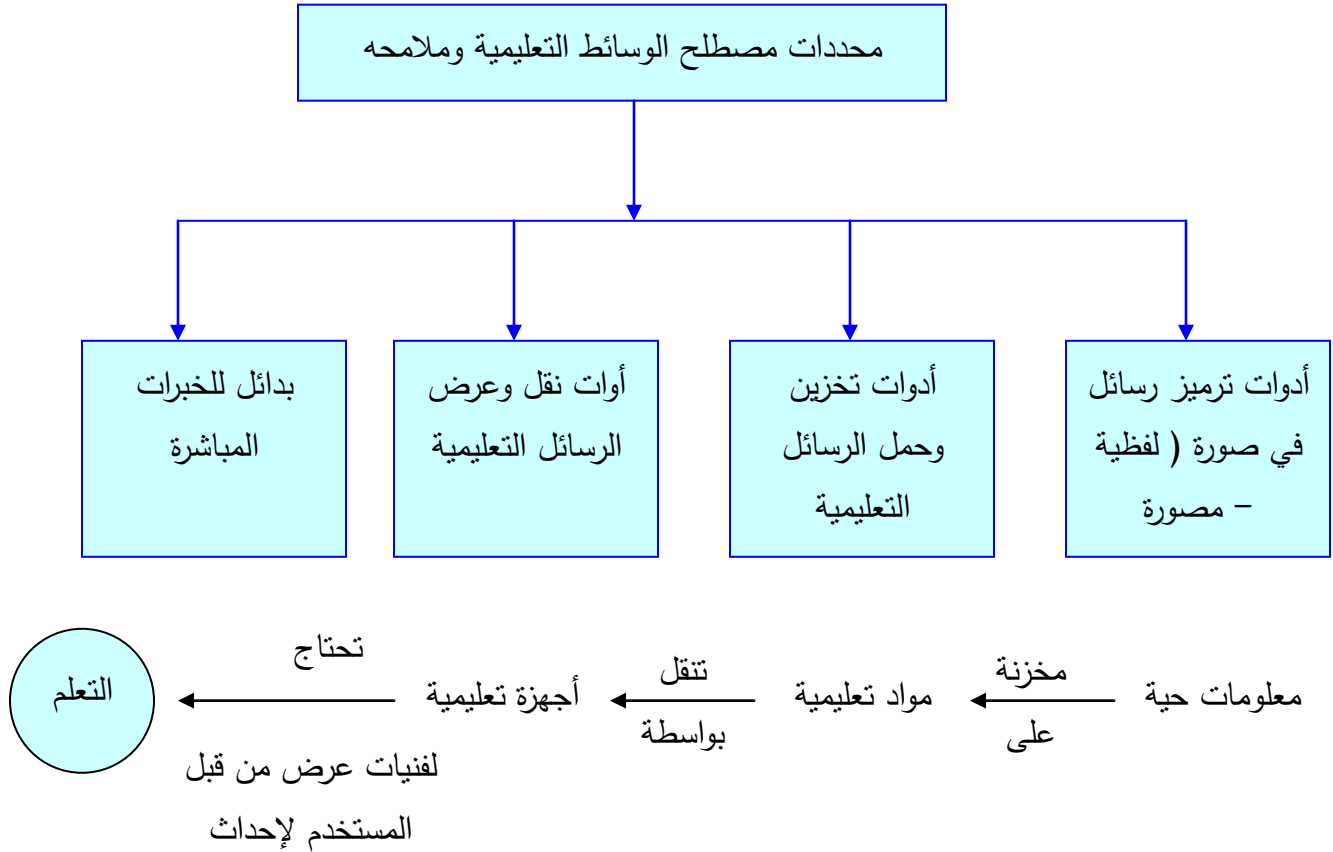 محددات مصطلح الوسائط التعليمية وملامحه
أدوات ترميز رسائل
في صورة ( لفظية
– مصورة
أدوات تخزين
وحمل الرسائل
التعليمية
أوات نقل وعرض
الرسائل التعليمية
بدائل للخبرات
المباشرة
معلومات حية
مخزنة
على
مواد تعليمية
تنقل
بواسطة
أجهزة تعليمية
تحتاج
لفنيات عرض من قبل
المستخدم لإحداث
التعلم